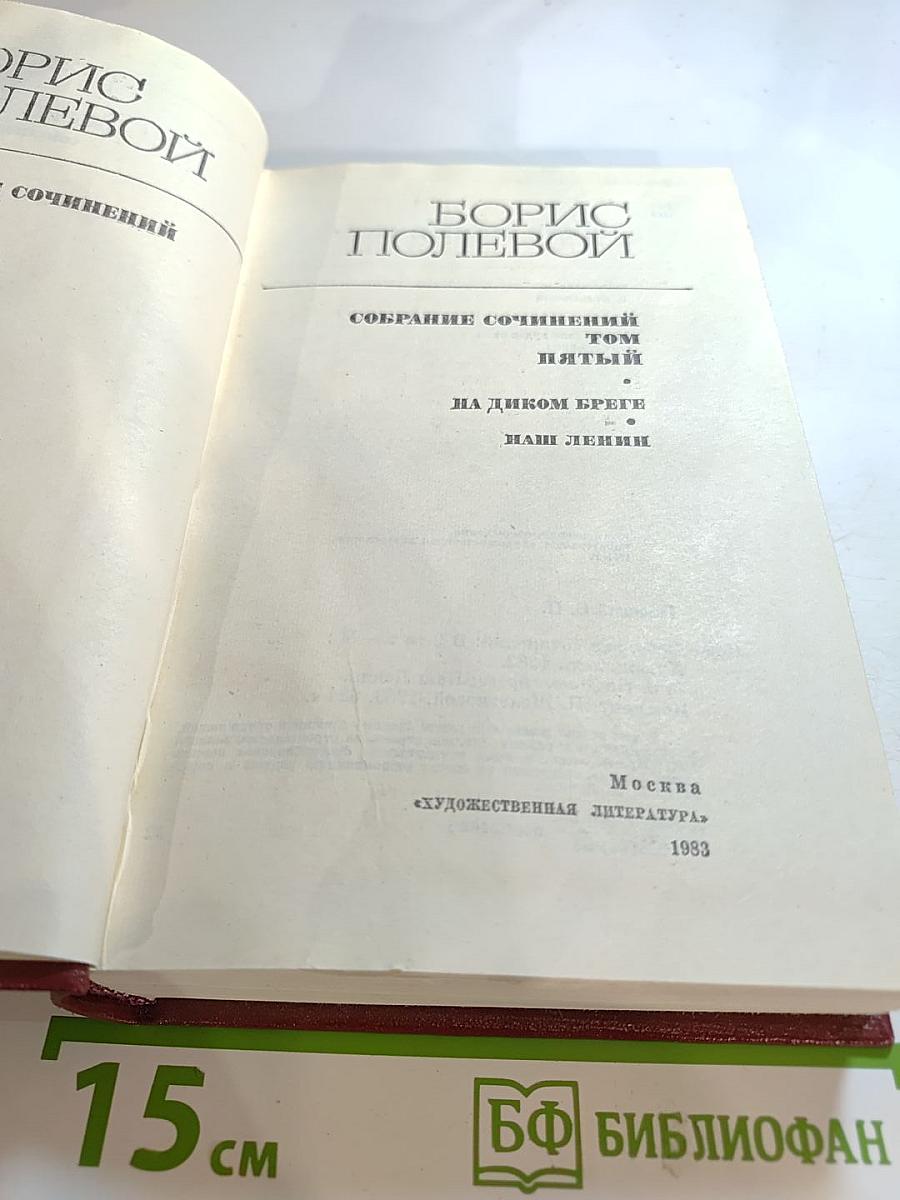 ОРИС
ОЛЕВОЙ
СОЧИНЕНИЙ
БОРИС
ПОЛЕВОЙ
СОБРАНИЕ СОЧИНЕНИЙ
ТОМ
ПЯТЫЙ
•
НА ДИКОМ БРЕГЕ
•
НАШ ЛЕНИН
Москва
«ХУДОЖЕСТВЕННАЯ ЛИТЕРАТУРА»
1983
15 см
БФ БИБЛИОФАН